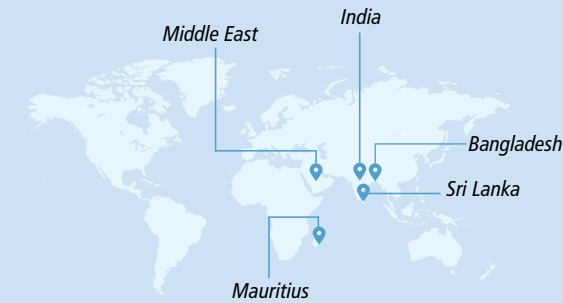 India
Middle East
Bangladesh
Sri Lanka
Mauritius